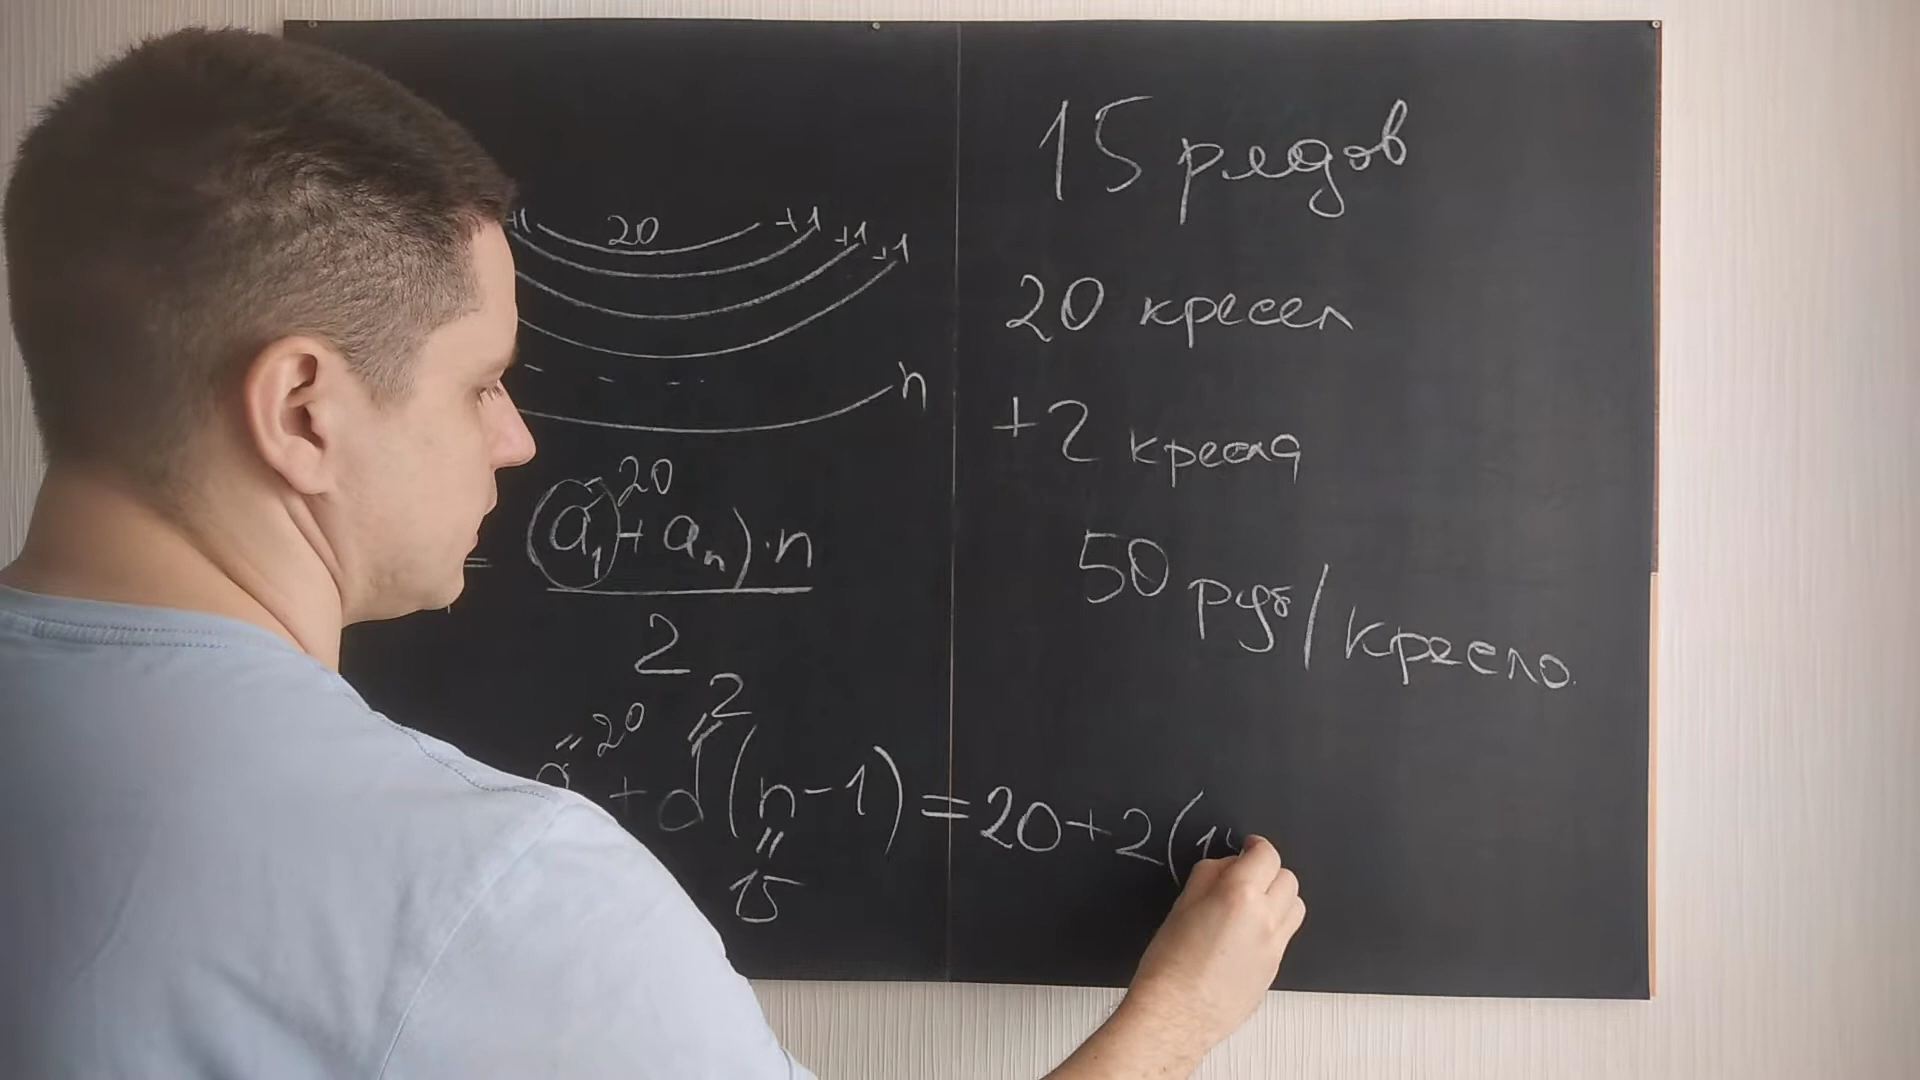 +1 20 +1
+1
+1
n
= (a₁ + aₙ)·n
20
2
20
2
a + d(n-1) = 20+2(1
15
15 рядов
20 кресел
+2 кресла
50 руб/кресло.